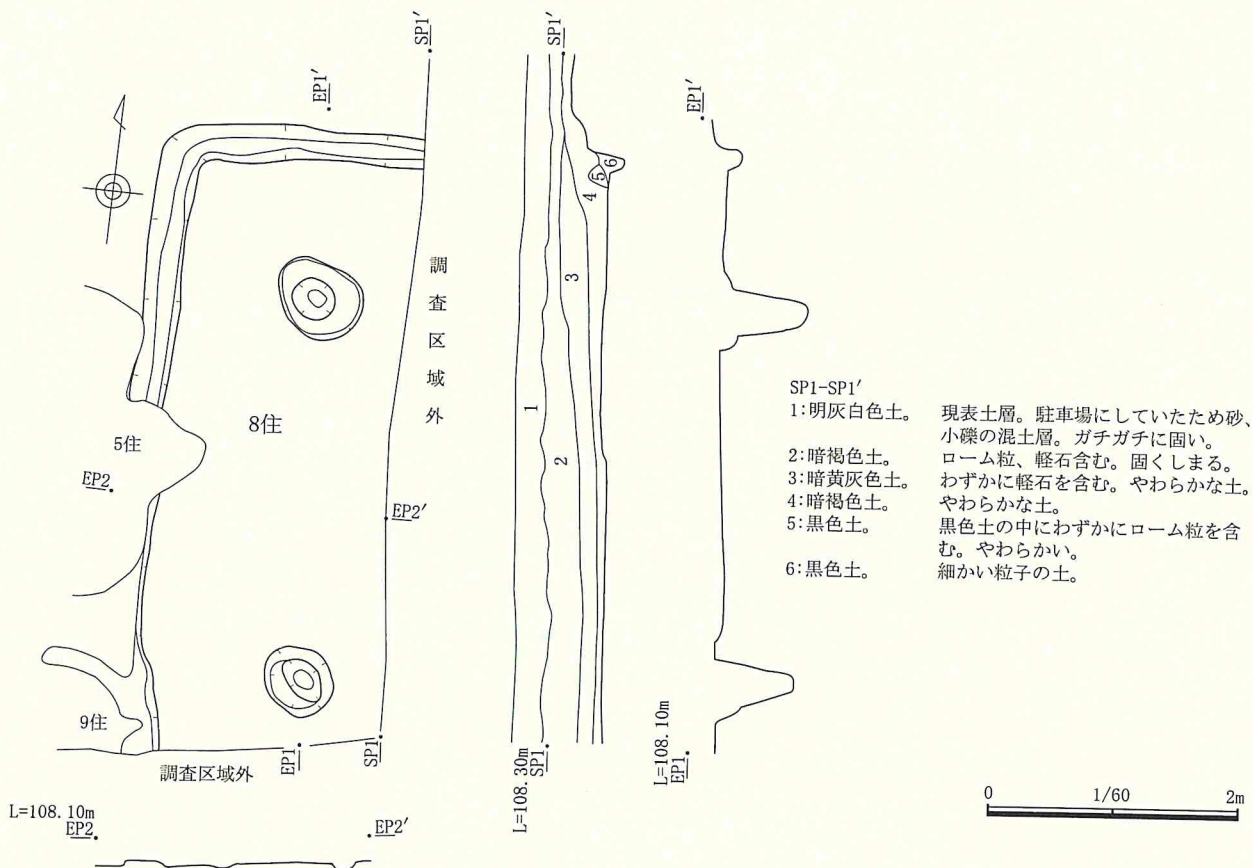 SP1′
SP1′
EP1′
EP1′
調査区域外
8住
5住
EP2
EP2′
9住
EP1
SP1
調査区域外
1
2
3
4
5
6
L=108.30m
SP1
L=108.10m
EP1
SP1-SP1′
1:明灰白色土。 現表土層。駐車場にしていたため砂、
小礫の混土層。ガチガチに固い。
2:暗褐色土。 ローム粒、軽石含む。固くしまる。
3:暗黄灰色土。 わずかに軽石を含む。やわらかな土。
4:暗褐色土。 やわらかな土。
5:黒色土。 黒色土の中にわずかにローム粒を含
む。やわらかい。
6:黒色土。 細かい粒子の土。
0 1/60 2m
L=108.10m
EP2
EP2′